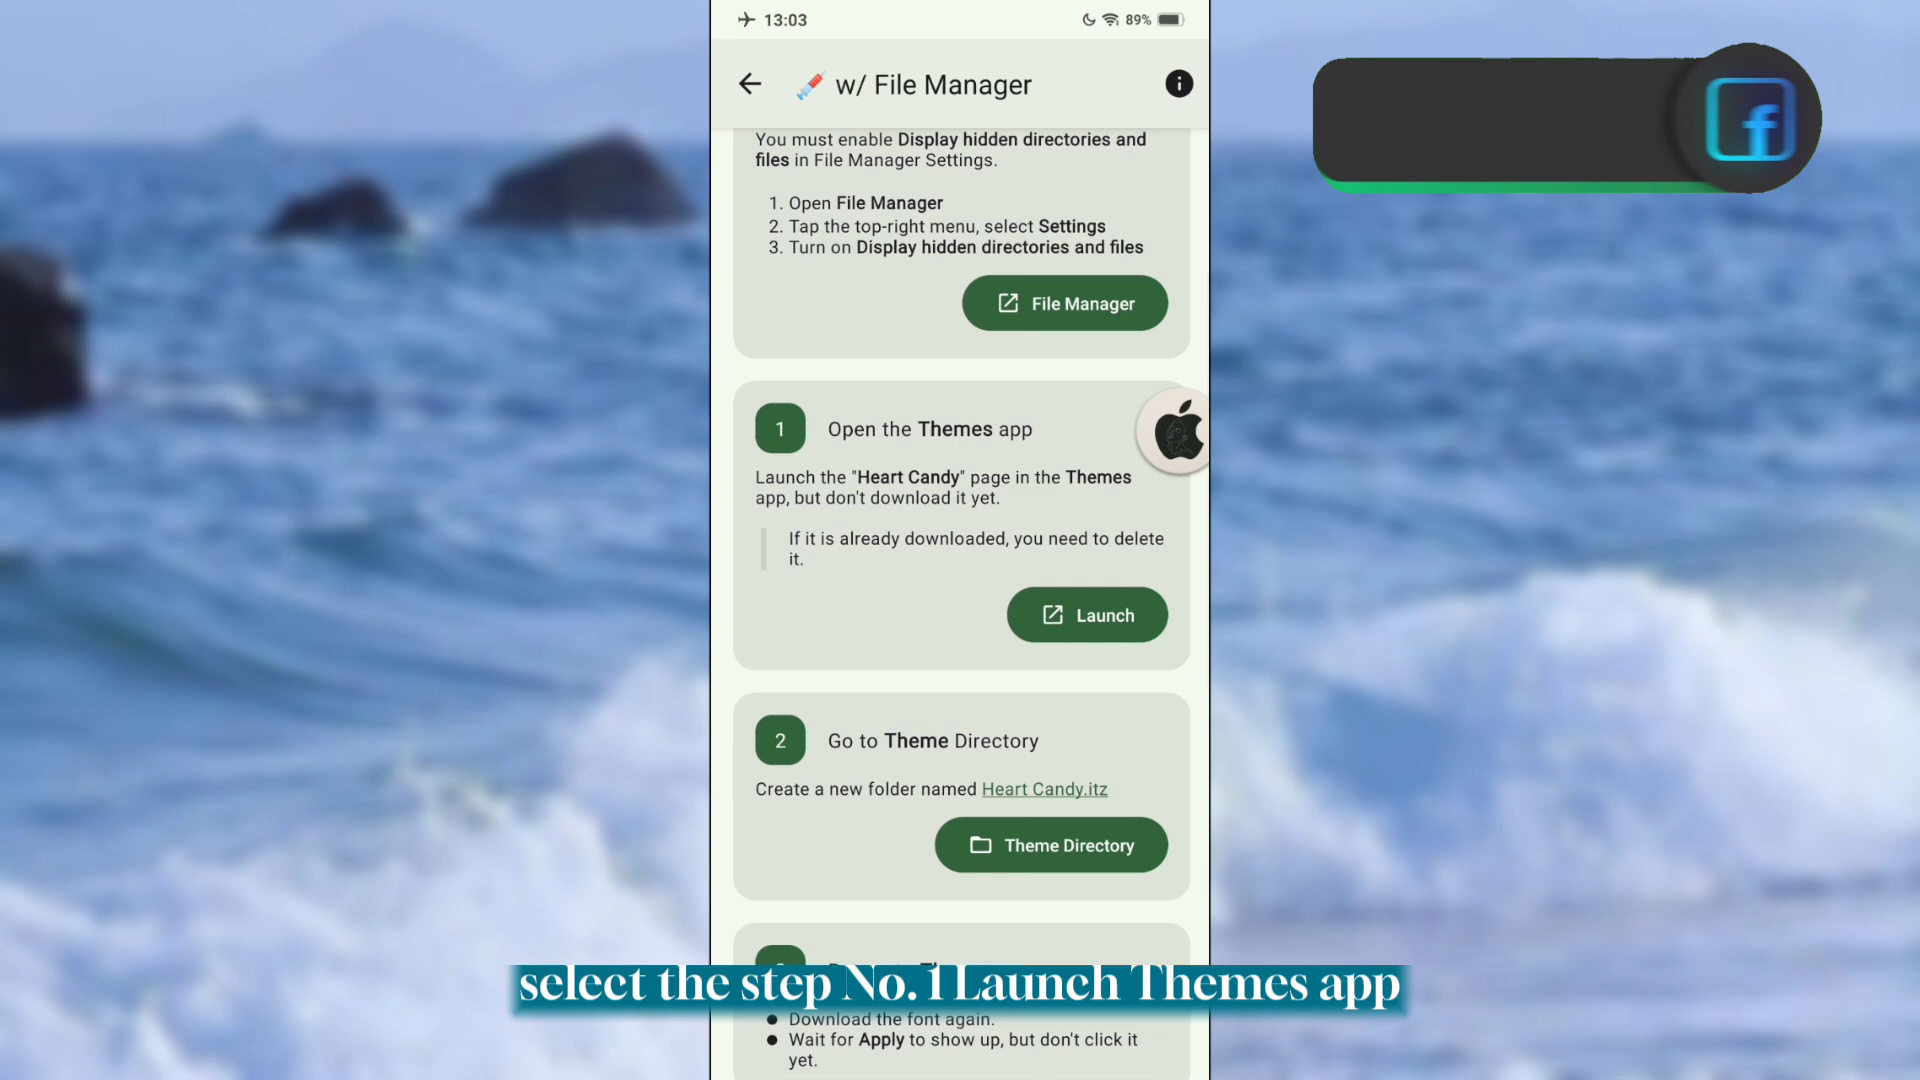 13:03
89%
w/ File Manager
You must enable Display hidden directories and
files in File Manager Settings.
1. Open File Manager
2. Tap the top-right menu, select Settings
3. Turn on Display hidden directories and files
File Manager
1
Open the Themes app
Launch the "Heart Candy" page in the Themes
app, but don't download it yet.
If it is already downloaded, you need to delete
it.
Launch
2
Go to Theme Directory
Create a new folder named Heart Candy.itz
Theme Directory
select the step No. 1 Launch Themes app
Download the font again.
Wait for Apply to show up, but don't click it
yet.